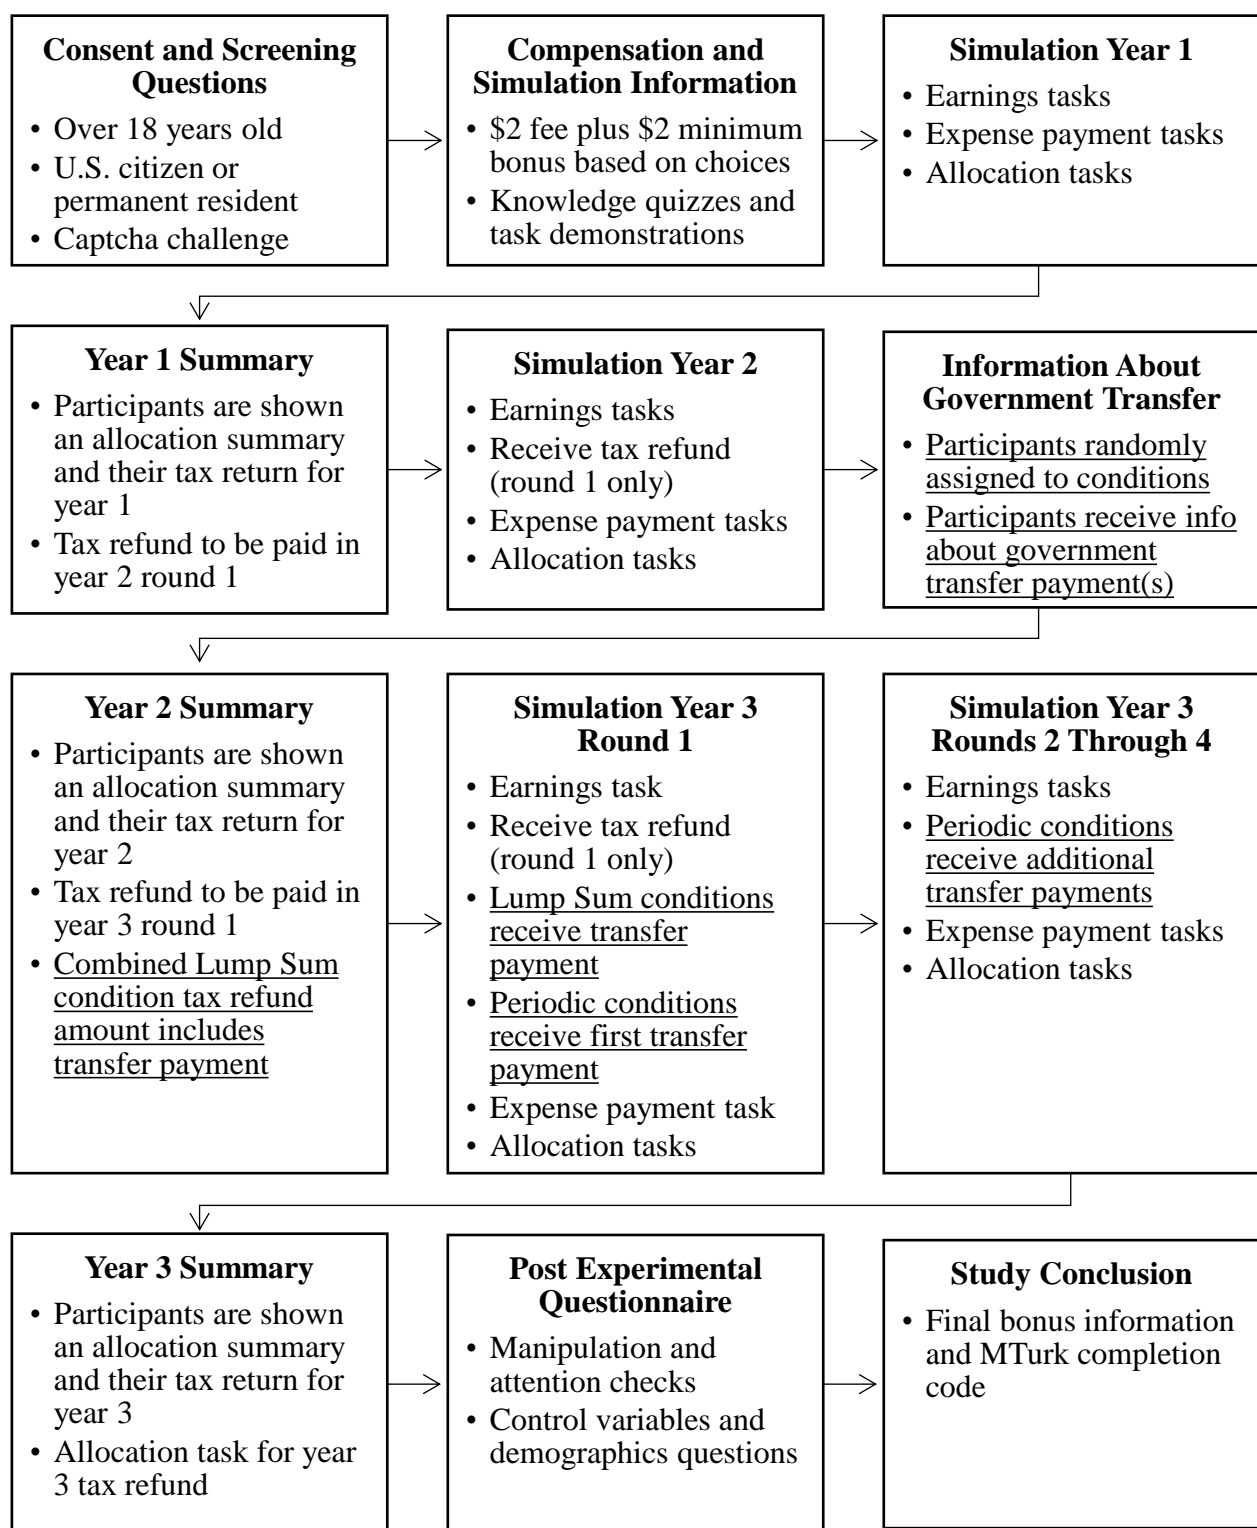 Consent and Screening
Questions
• Over 18 years old
• U.S. citizen or
permanent resident
• Captcha challenge
Compensation and
Simulation Information
• $2 fee plus $2 minimum
bonus based on choices
• Knowledge quizzes and
task demonstrations
Simulation Year 1
• Earnings tasks
• Expense payment tasks
• Allocation tasks
Year 1 Summary
• Participants are shown
an allocation summary
and their tax return for
year 1
• Tax refund to be paid in
year 2 round 1
Simulation Year 2
• Earnings tasks
• Receive tax refund
(round 1 only)
• Expense payment tasks
• Allocation tasks
Information About
Government Transfer
• Participants randomly
assigned to conditions
• Participants receive info
about government
transfer payment(s)
Year 2 Summary
• Participants are shown
an allocation summary
and their tax return for
year 2
• Tax refund to be paid in
year 3 round 1
• Combined Lump Sum
condition tax refund
amount includes
transfer payment
Simulation Year 3
Round 1
• Earnings task
• Receive tax refund
(round 1 only)
• Lump Sum conditions
receive transfer
payment
• Periodic conditions
receive first transfer
payment
• Expense payment task
• Allocation tasks
Simulation Year 3
Rounds 2 Through 4
• Earnings tasks
• Periodic conditions
receive additional
transfer payments
• Expense payment tasks
• Allocation tasks
Year 3 Summary
• Participants are shown
an allocation summary
and their tax return for
year 3
• Allocation task for year
3 tax refund
Post Experimental
Questionnaire
• Manipulation and
attention checks
• Control variables and
demographics questions
Study Conclusion
• Final bonus information
and MTurk completion
code